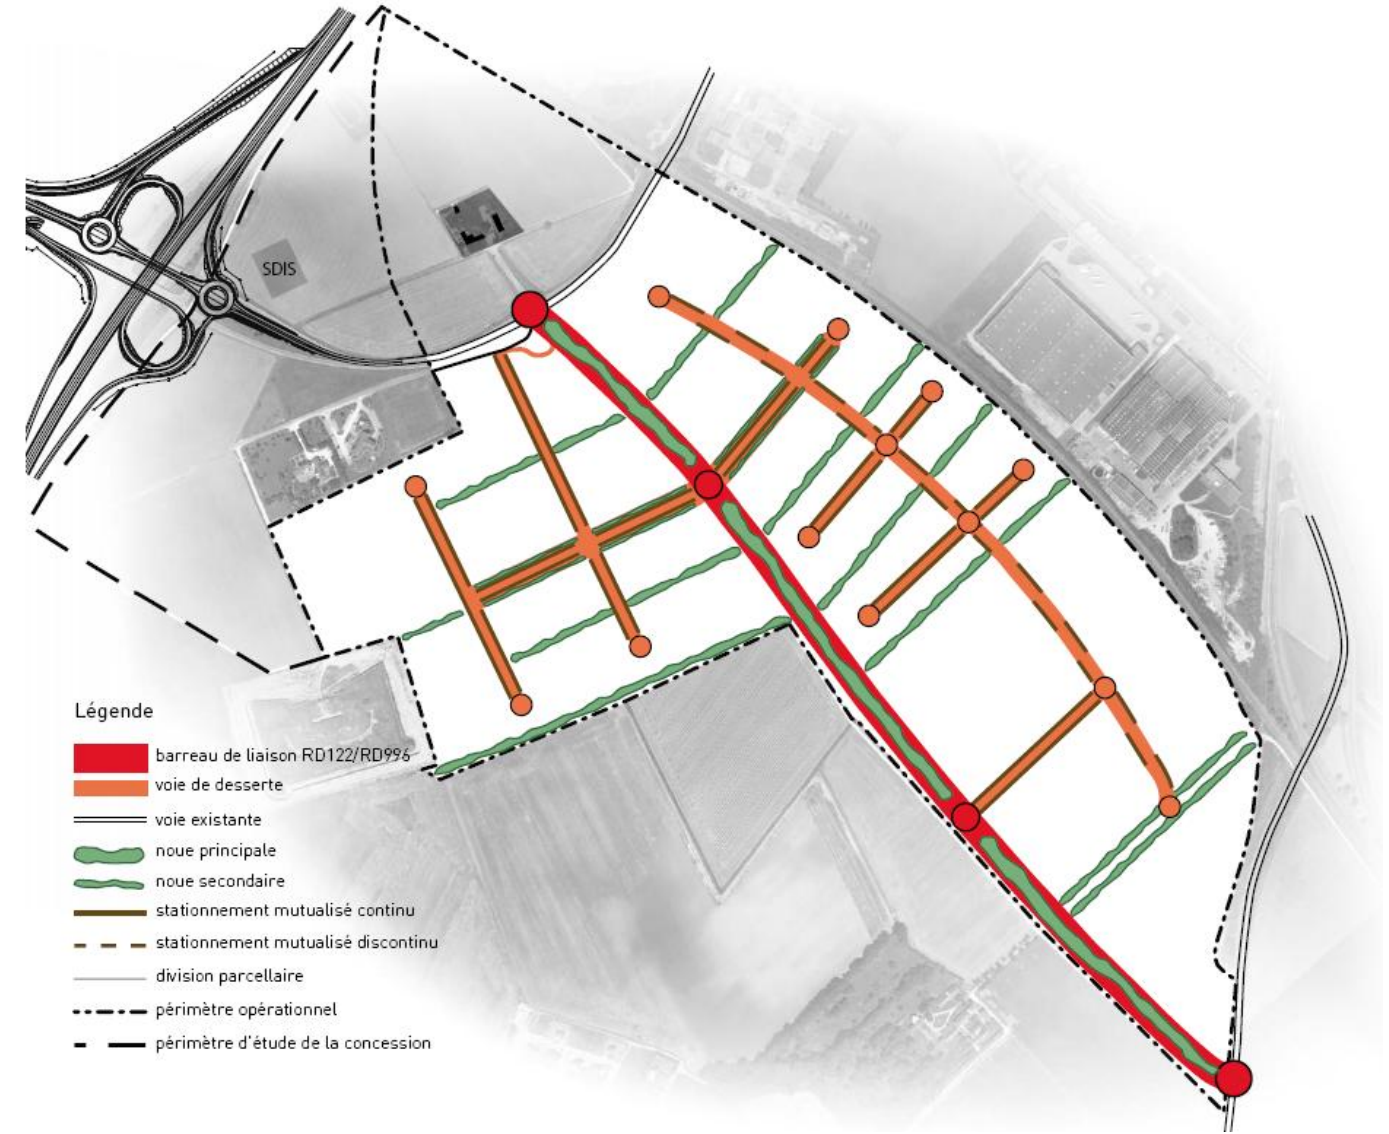 SDIS
Légende
barreau de liaison RD122/RD996
voie de desserte
voie existante
noue principale
noue secondaire
stationnement mutualisé continu
stationnement mutualisé discontinu
division parcellaire
périmètre opérationnel
périmètre d'étude de la concession